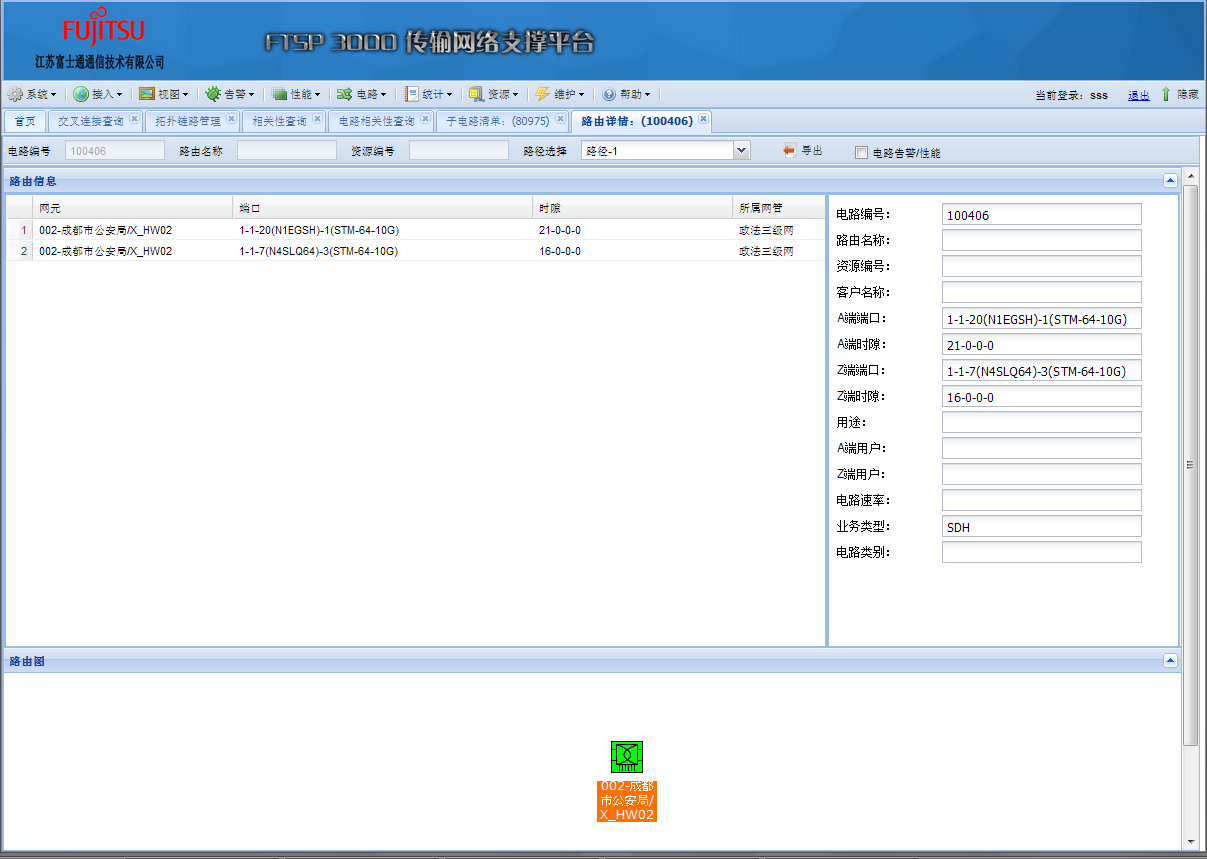 FUJITSU
江苏富士通通信技术有限公司
FTSP 3000 传输网络支撑平台
系统 接入 视图 告警 性能 电路 统计 资源 维护 帮助 当前登录: sss 退出 隐藏
首页 交叉连接查询 拓扑链路管理 相关性查询 电路相关性查询 子电路清单: (80975) 路由详情: (100406)
电路编号 100406 路由名称 资源编号 路径选择 路径-1 导出 电路告警/性能
路由信息
网元 端口 时隙 所属网管
1 002-成都市公安局/X_HW02 1-1-20(N1EGSH)-1(STM-64-10G) 21-0-0-0 政法三级网
2 002-成都市公安局/X_HW02 1-1-7(N4SLQ64)-3(STM-64-10G) 16-0-0-0 政法三级网
电路编号: 100406
路由名称:
资源编号:
客户名称:
A端端口: 1-1-20(N1EGSH)-1(STM-64-10G)
A端时隙: 21-0-0-0
Z端端口: 1-1-7(N4SLQ64)-3(STM-64-10G)
Z端时隙: 16-0-0-0
用途:
A端用户:
Z端用户:
电路速率:
业务类型: SDH
电路类别:
路由图
002-成都
市公安局/
X_HW02